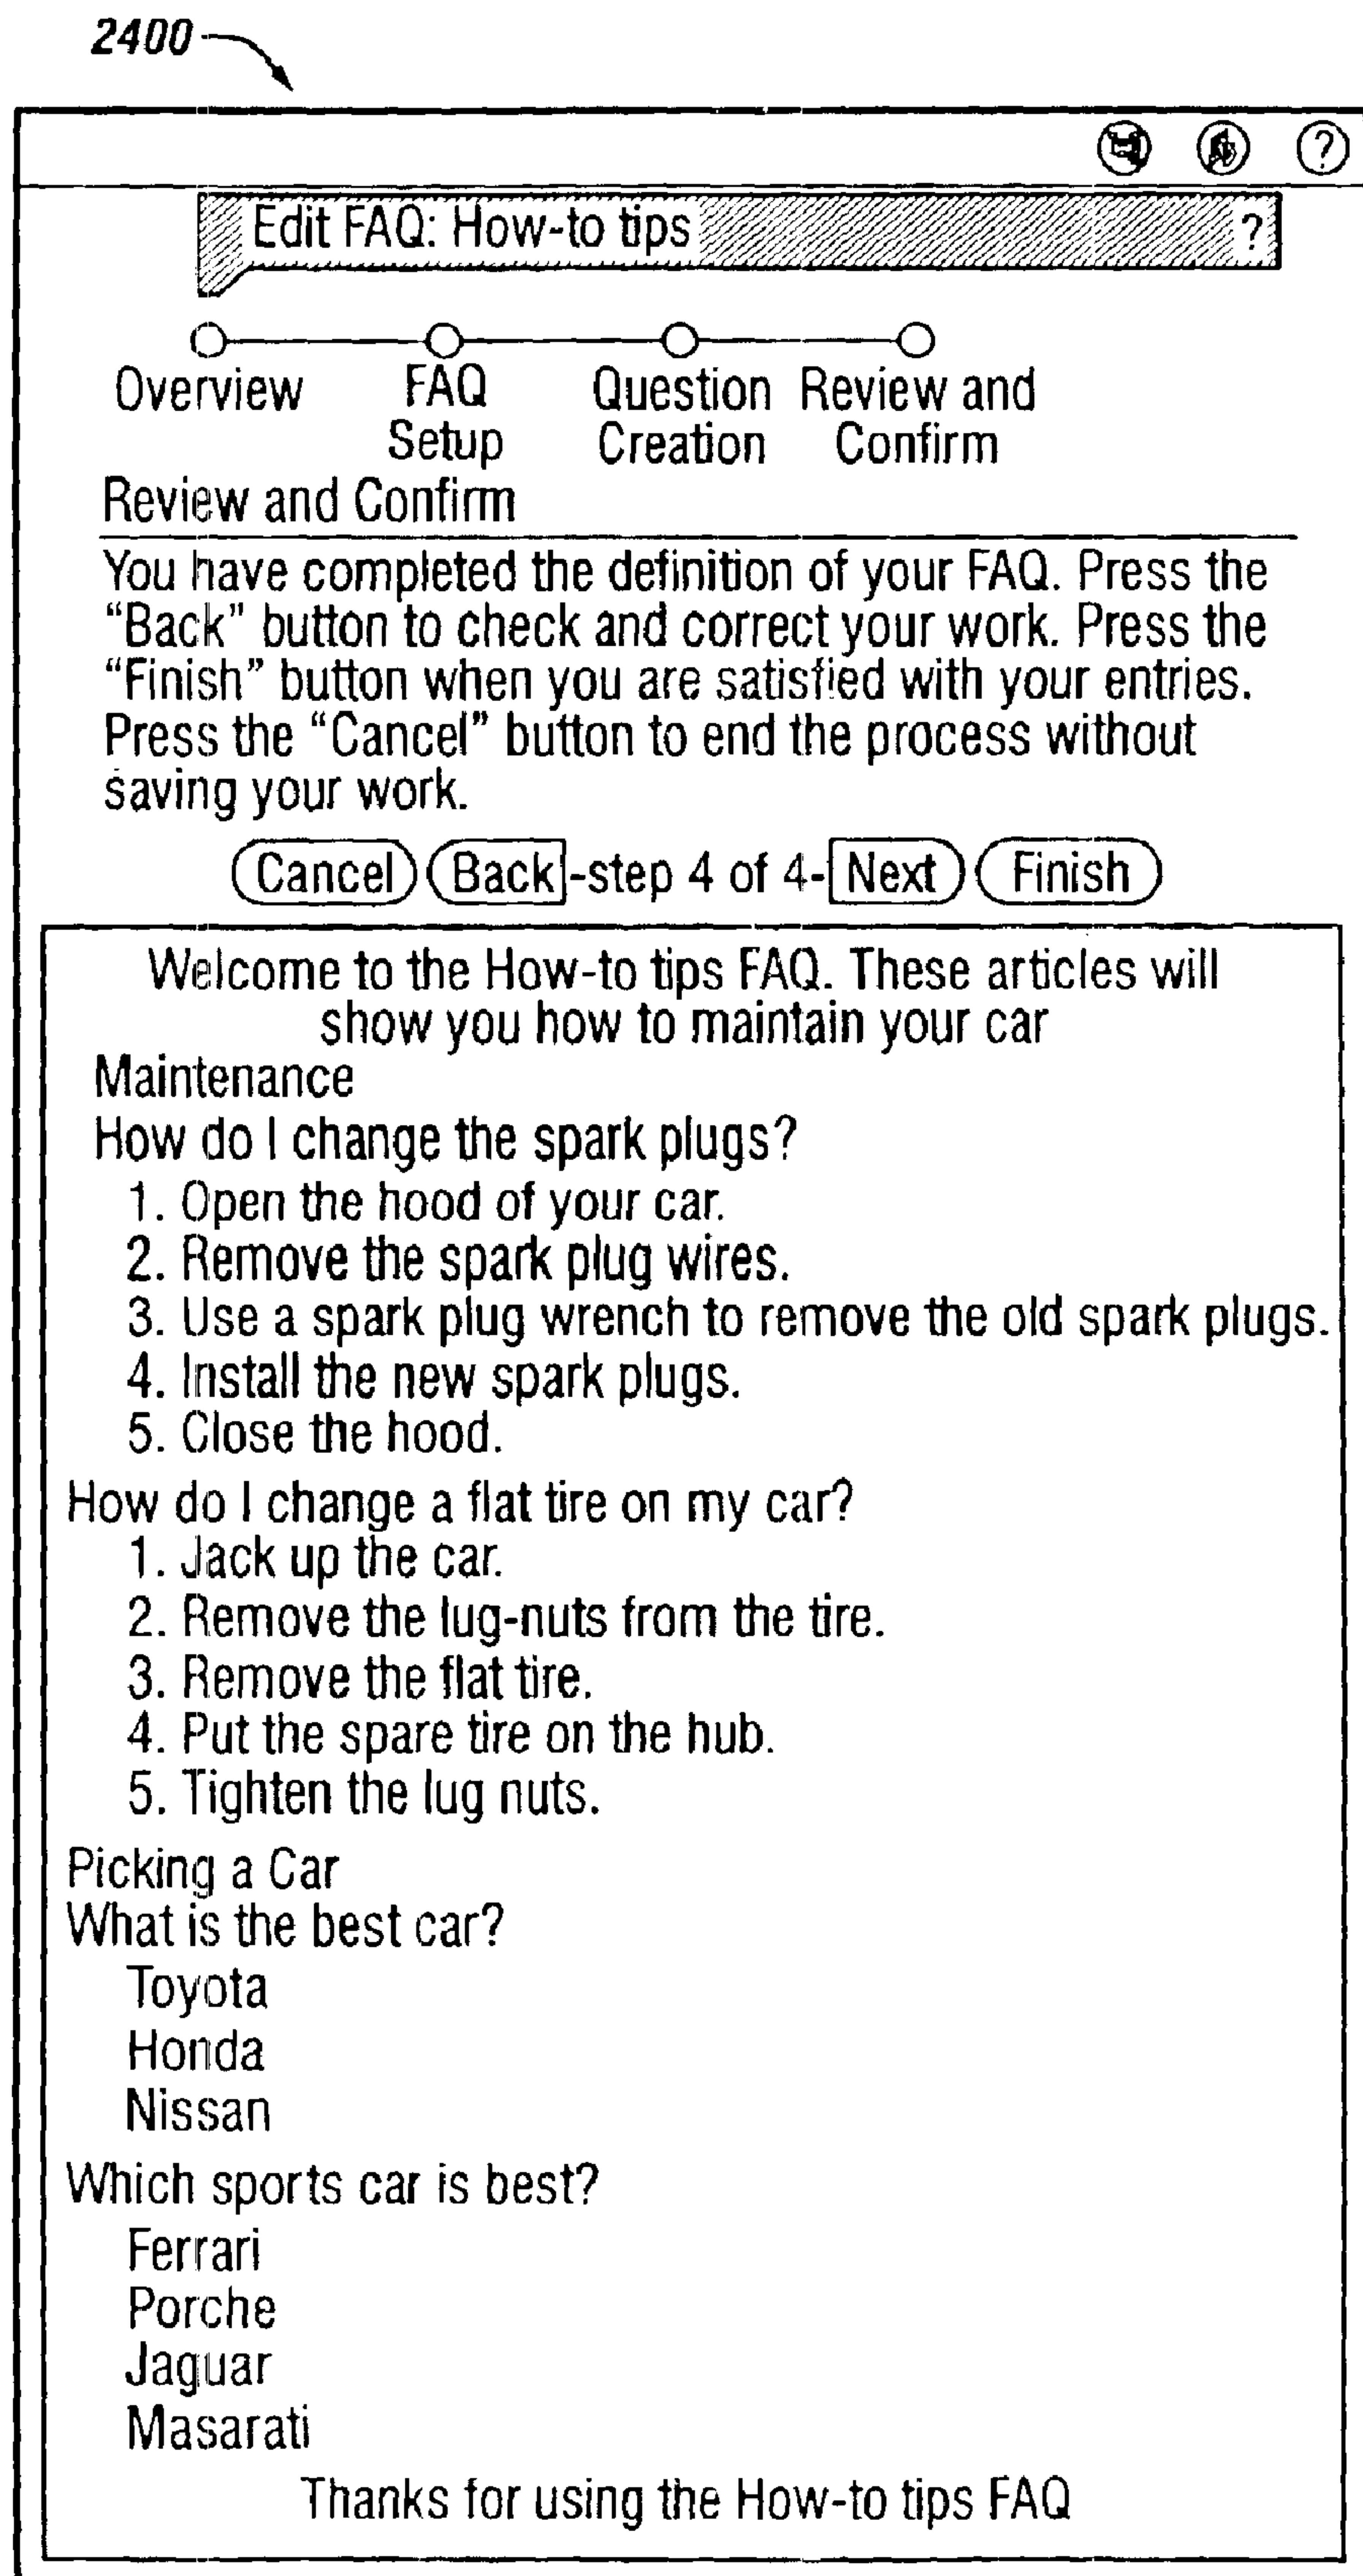 2400
?
Edit FAQ: How-to tips ?
Overview FAQ Question Review and
Setup Creation Confirm
Review and Confirm
You have completed the definition of your FAQ. Press the
“Back” button to check and correct your work. Press the
“Finish” button when you are satisfied with your entries.
Press the “Cancel” button to end the process without
saving your work.
Cancel Back -step 4 of 4- Next Finish
Welcome to the How-to tips FAQ. These articles will
show you how to maintain your car
Maintenance
How do I change the spark plugs?
1. Open the hood of your car.
2. Remove the spark plug wires.
3. Use a spark plug wrench to remove the old spark plugs.
4. Install the new spark plugs.
5. Close the hood.
How do I change a flat tire on my car?
1. Jack up the car.
2. Remove the lug-nuts from the tire.
3. Remove the flat tire.
4. Put the spare tire on the hub.
5. Tighten the lug nuts.
Picking a Car
What is the best car?
Toyota
Honda
Nissan
Which sports car is best?
Ferrari
Porche
Jaguar
Masarati
Thanks for using the How-to tips FAQ